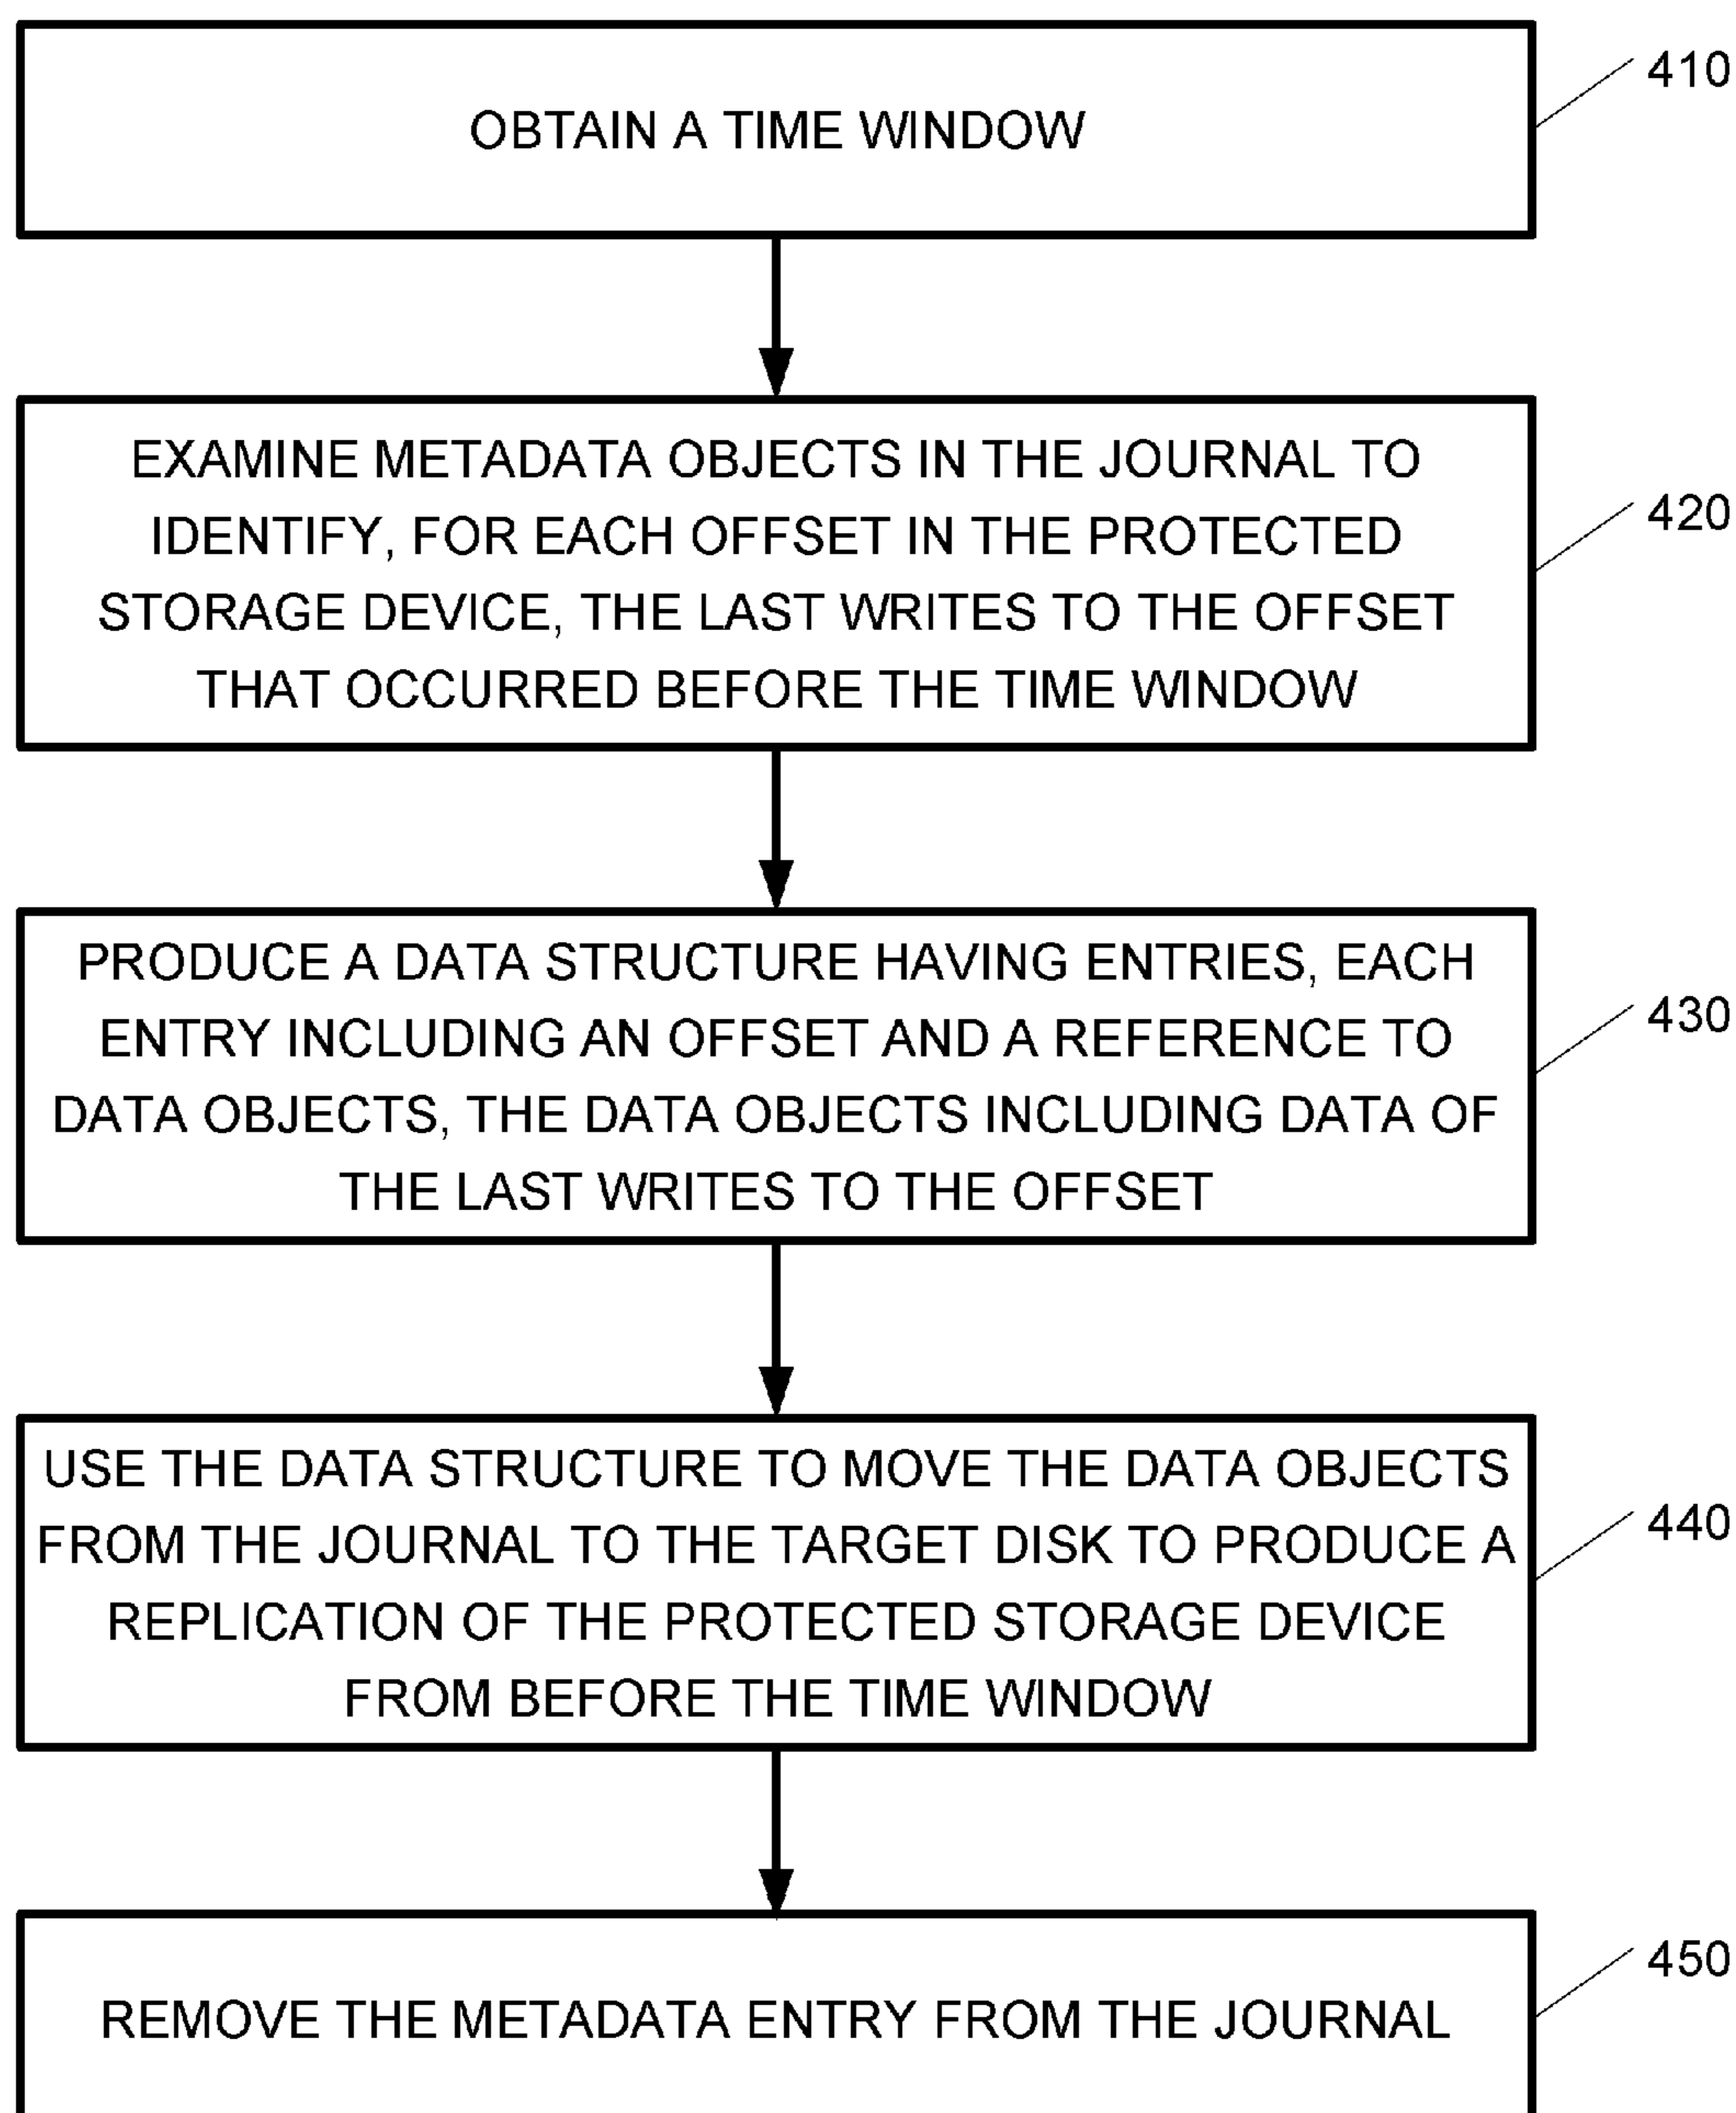 OBTAIN A TIME WINDOW
410
EXAMINE METADATA OBJECTS IN THE JOURNAL TO
IDENTIFY, FOR EACH OFFSET IN THE PROTECTED
STORAGE DEVICE, THE LAST WRITES TO THE OFFSET
THAT OCCURRED BEFORE THE TIME WINDOW
420
PRODUCE A DATA STRUCTURE HAVING ENTRIES, EACH
ENTRY INCLUDING AN OFFSET AND A REFERENCE TO
DATA OBJECTS, THE DATA OBJECTS INCLUDING DATA OF
THE LAST WRITES TO THE OFFSET
430
USE THE DATA STRUCTURE TO MOVE THE DATA OBJECTS
FROM THE JOURNAL TO THE TARGET DISK TO PRODUCE A
REPLICATION OF THE PROTECTED STORAGE DEVICE
FROM BEFORE THE TIME WINDOW
440
REMOVE THE METADATA ENTRY FROM THE JOURNAL
450